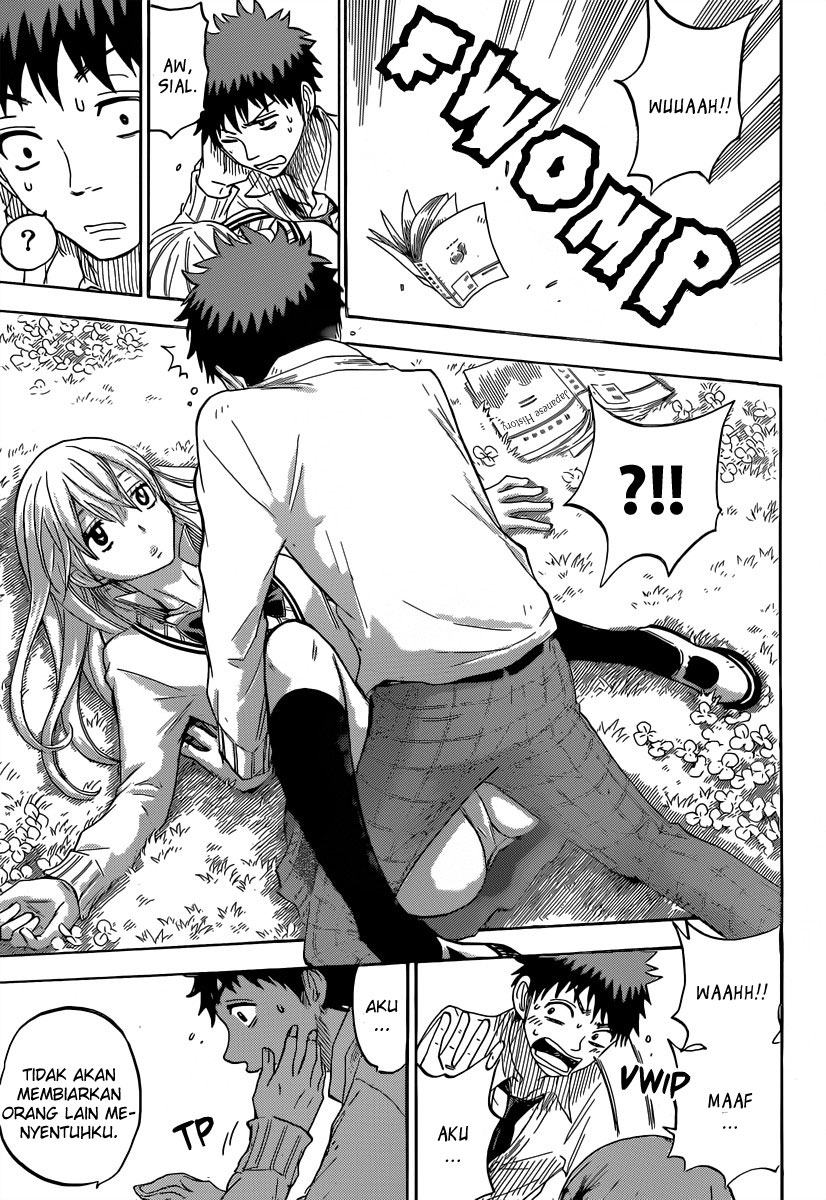 WUUAAH!!
FWOMP
AW,
SIAL.
?
?!!
Japanese History
WAAHH!!
MAAF
VWIP
AKU
...
AKU
...
TP
TIDAK AKAN
MEMBIARKAN
ORANG LAIN ME-
NYENTUHKU.